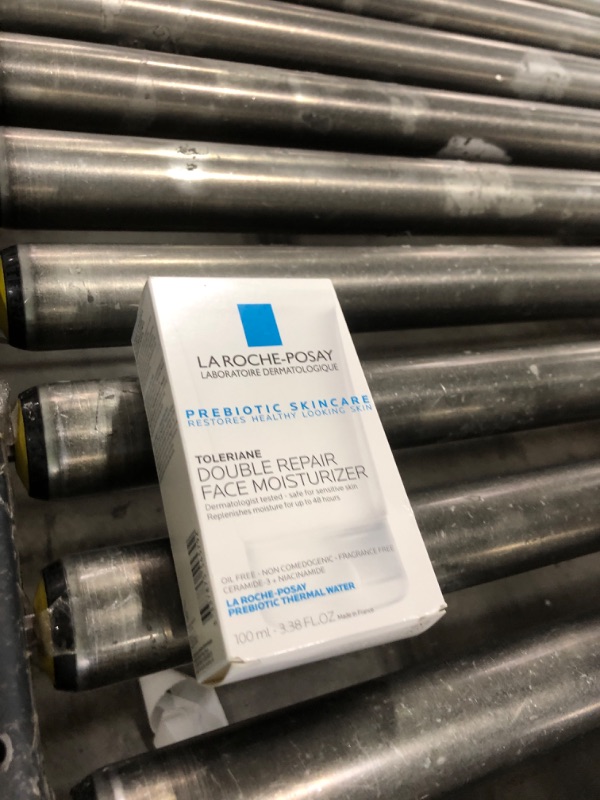 LA ROCHE-POSAY
LABORATOIRE DERMATOLOGIQUE
PREBIOTIC SKINCARE
RESTORES HEALTHY LOOKING SKIN
TOLERIANE
DOUBLE REPAIR
FACE MOISTURIZER
Dermatologist tested - safe for sensitive skin
Replenishes moisture for up to 48 hours
OIL FREE - NON COMEDOGENIC - FRAGRANCE FREE
CERAMIDE-3 + NIACINAMIDE
LA ROCHE-POSAY
PREBIOTIC THERMAL WATER
100 ml - 3.38 FL.OZ Made in France